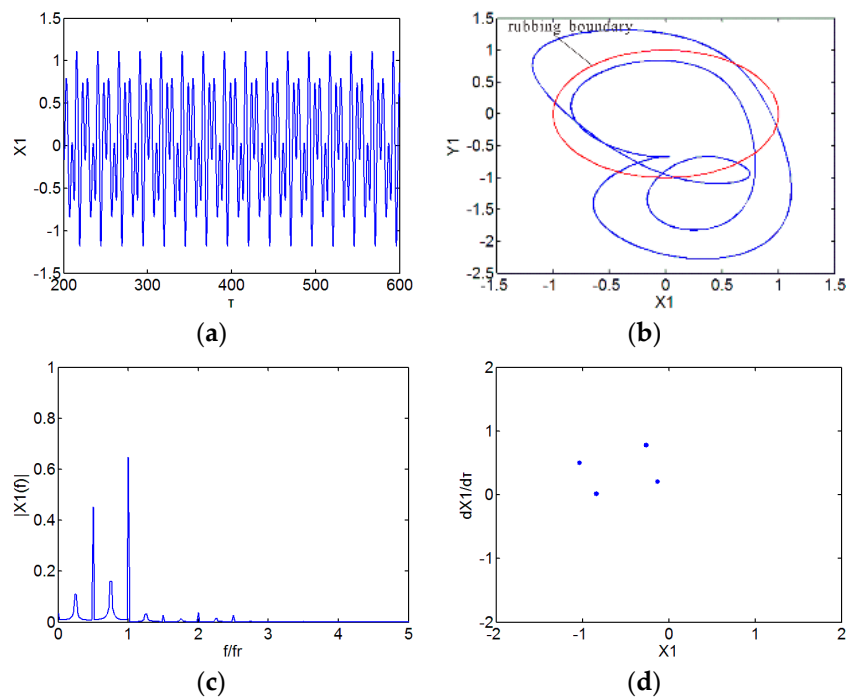 1.5
1
0.5
0
-0.5
-1
-1.5
X1
200 300 400 500 600
τ
(a)
rubbing boundary
1.5
1
0.5
0
-0.5
-1
-1.5
-2
-2.5
Y1
-1.5 -1 -0.5 0 0.5 1 1.5
X1
(b)
1
0.8
0.6
0.4
0.2
0
|X1(f)|
0 1 2 3 4 5
f/fr
(c)
2
1
0
-1
-2
dX1/dτ
-2 -1 0 1 2
X1
(d)